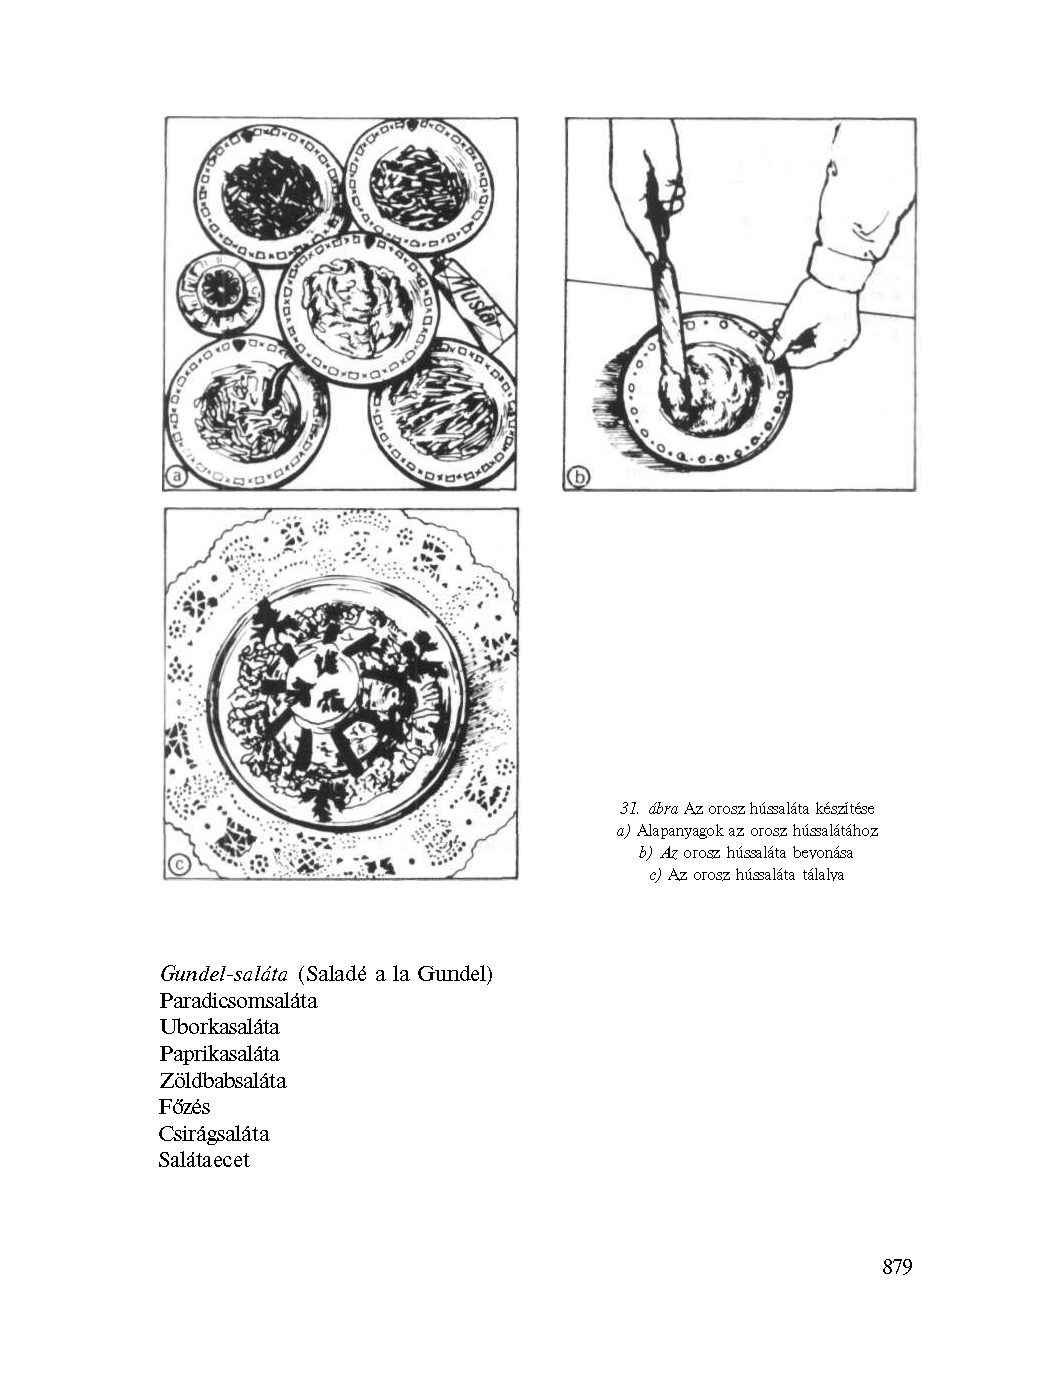 Mustár
a
b
c
31. ábra Az orosz hússaláta készítése
a) Alapanyagok az orosz hússalátához
b) Az orosz hússaláta bevonása
c) Az orosz hússaláta tálalva
Gundel-saláta (Saladé a la Gundel)
Paradicsomsaláta
Uborkasaláta
Paprikasaláta
Zöldbabsaláta
Főzés
Csirágsaláta
Salátaecet
879